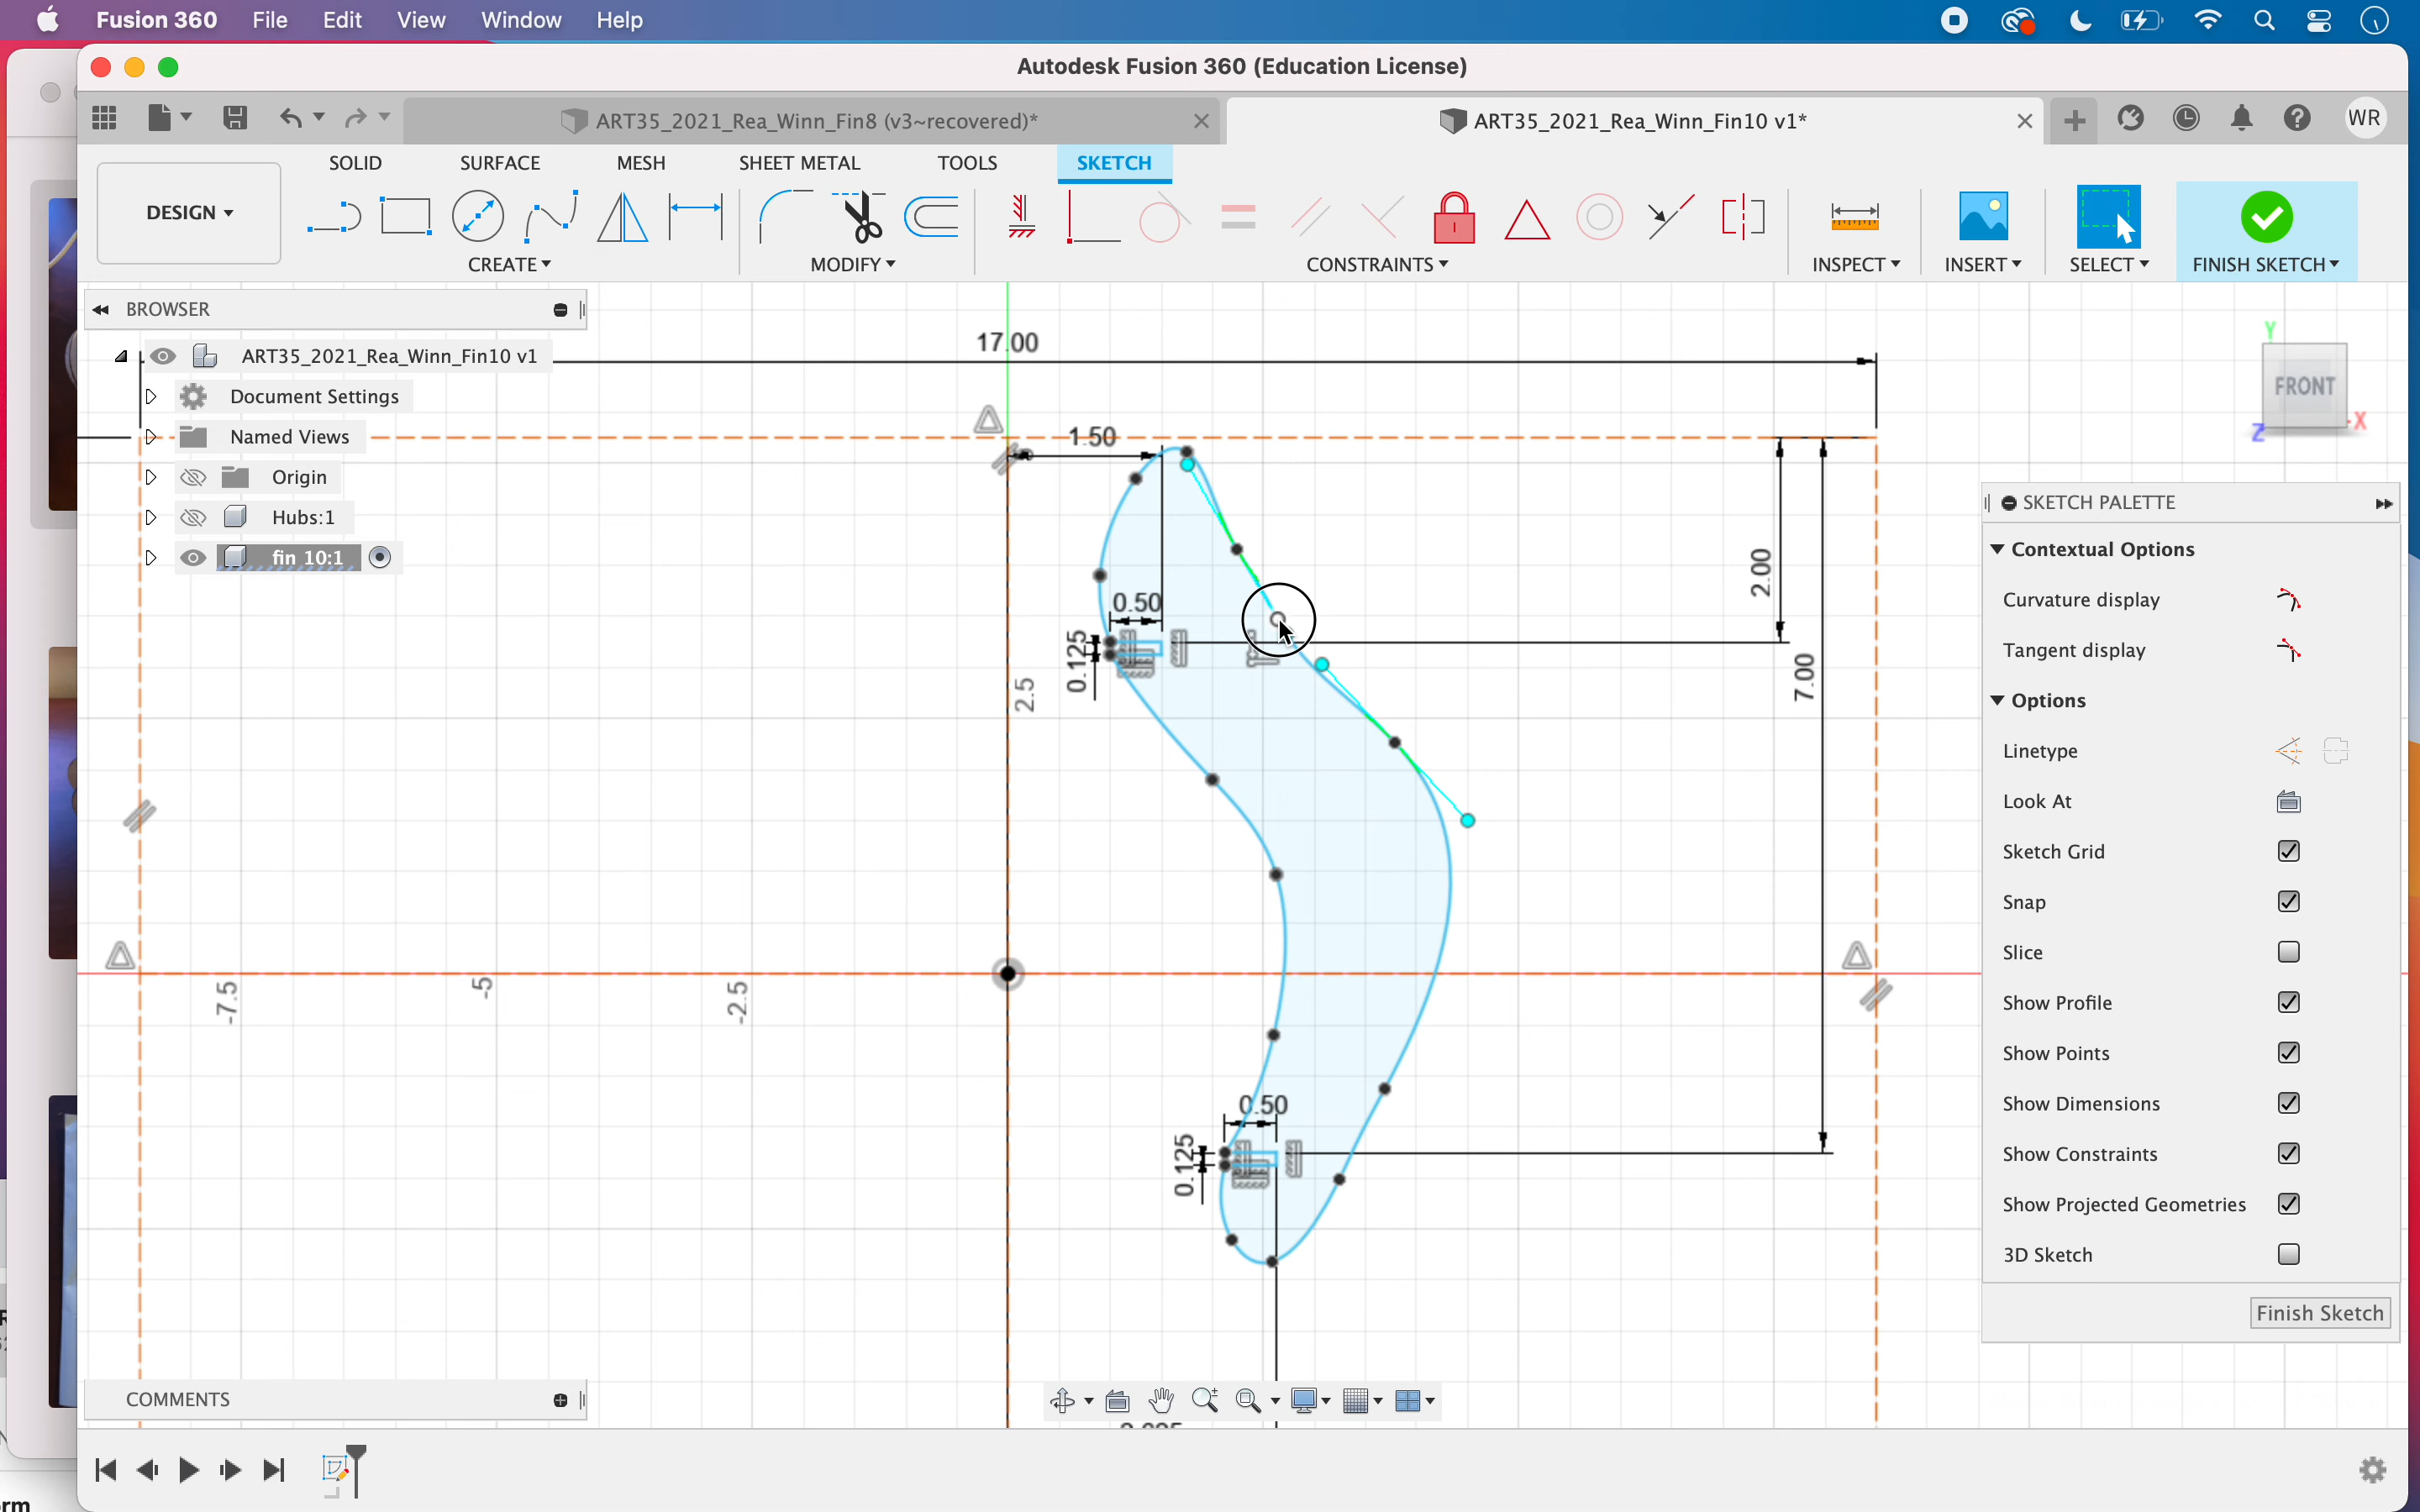 Fusion 360 File Edit View Window Help
Autodesk Fusion 360 (Education License)
ART35_2021_Rea_Winn_Fin8 (v3~recovered)*
ART35_2021_Rea_Winn_Fin10 v1*
WR
SOLID SURFACE MESH SHEET METAL TOOLS SKETCH
DESIGN
CREATE MODIFY CONSTRAINTS INSPECT INSERT SELECT FINISH SKETCH
BROWSER
ART35_2021_Rea_Winn_Fin10 v1
Document Settings
Named Views
Origin
Hubs:1
fin 10:1
17.00
1.50
0.50
0.125
2.5
2.00
7.00
-7.5
-5
-2.5
0.50
0.125
Y
FRONT
-X
Z
SKETCH PALETTE
Contextual Options
Curvature display
Tangent display
Options
Linetype
Look At
Sketch Grid
Snap
Slice
Show Profile
Show Points
Show Dimensions
Show Constraints
Show Projected Geometries
3D Sketch
Finish Sketch
COMMENTS